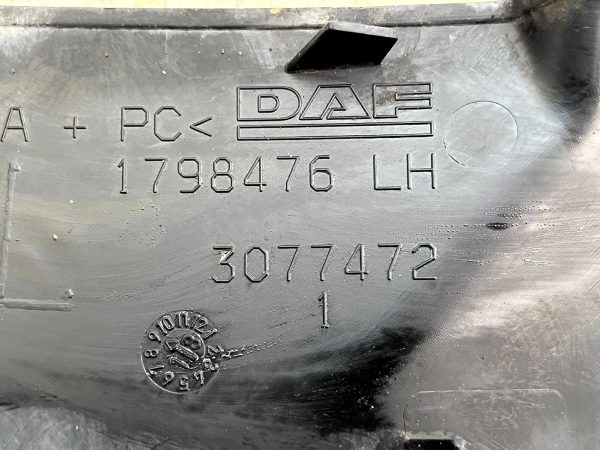 A + PC< DAF
1798476 LH
3077472
1